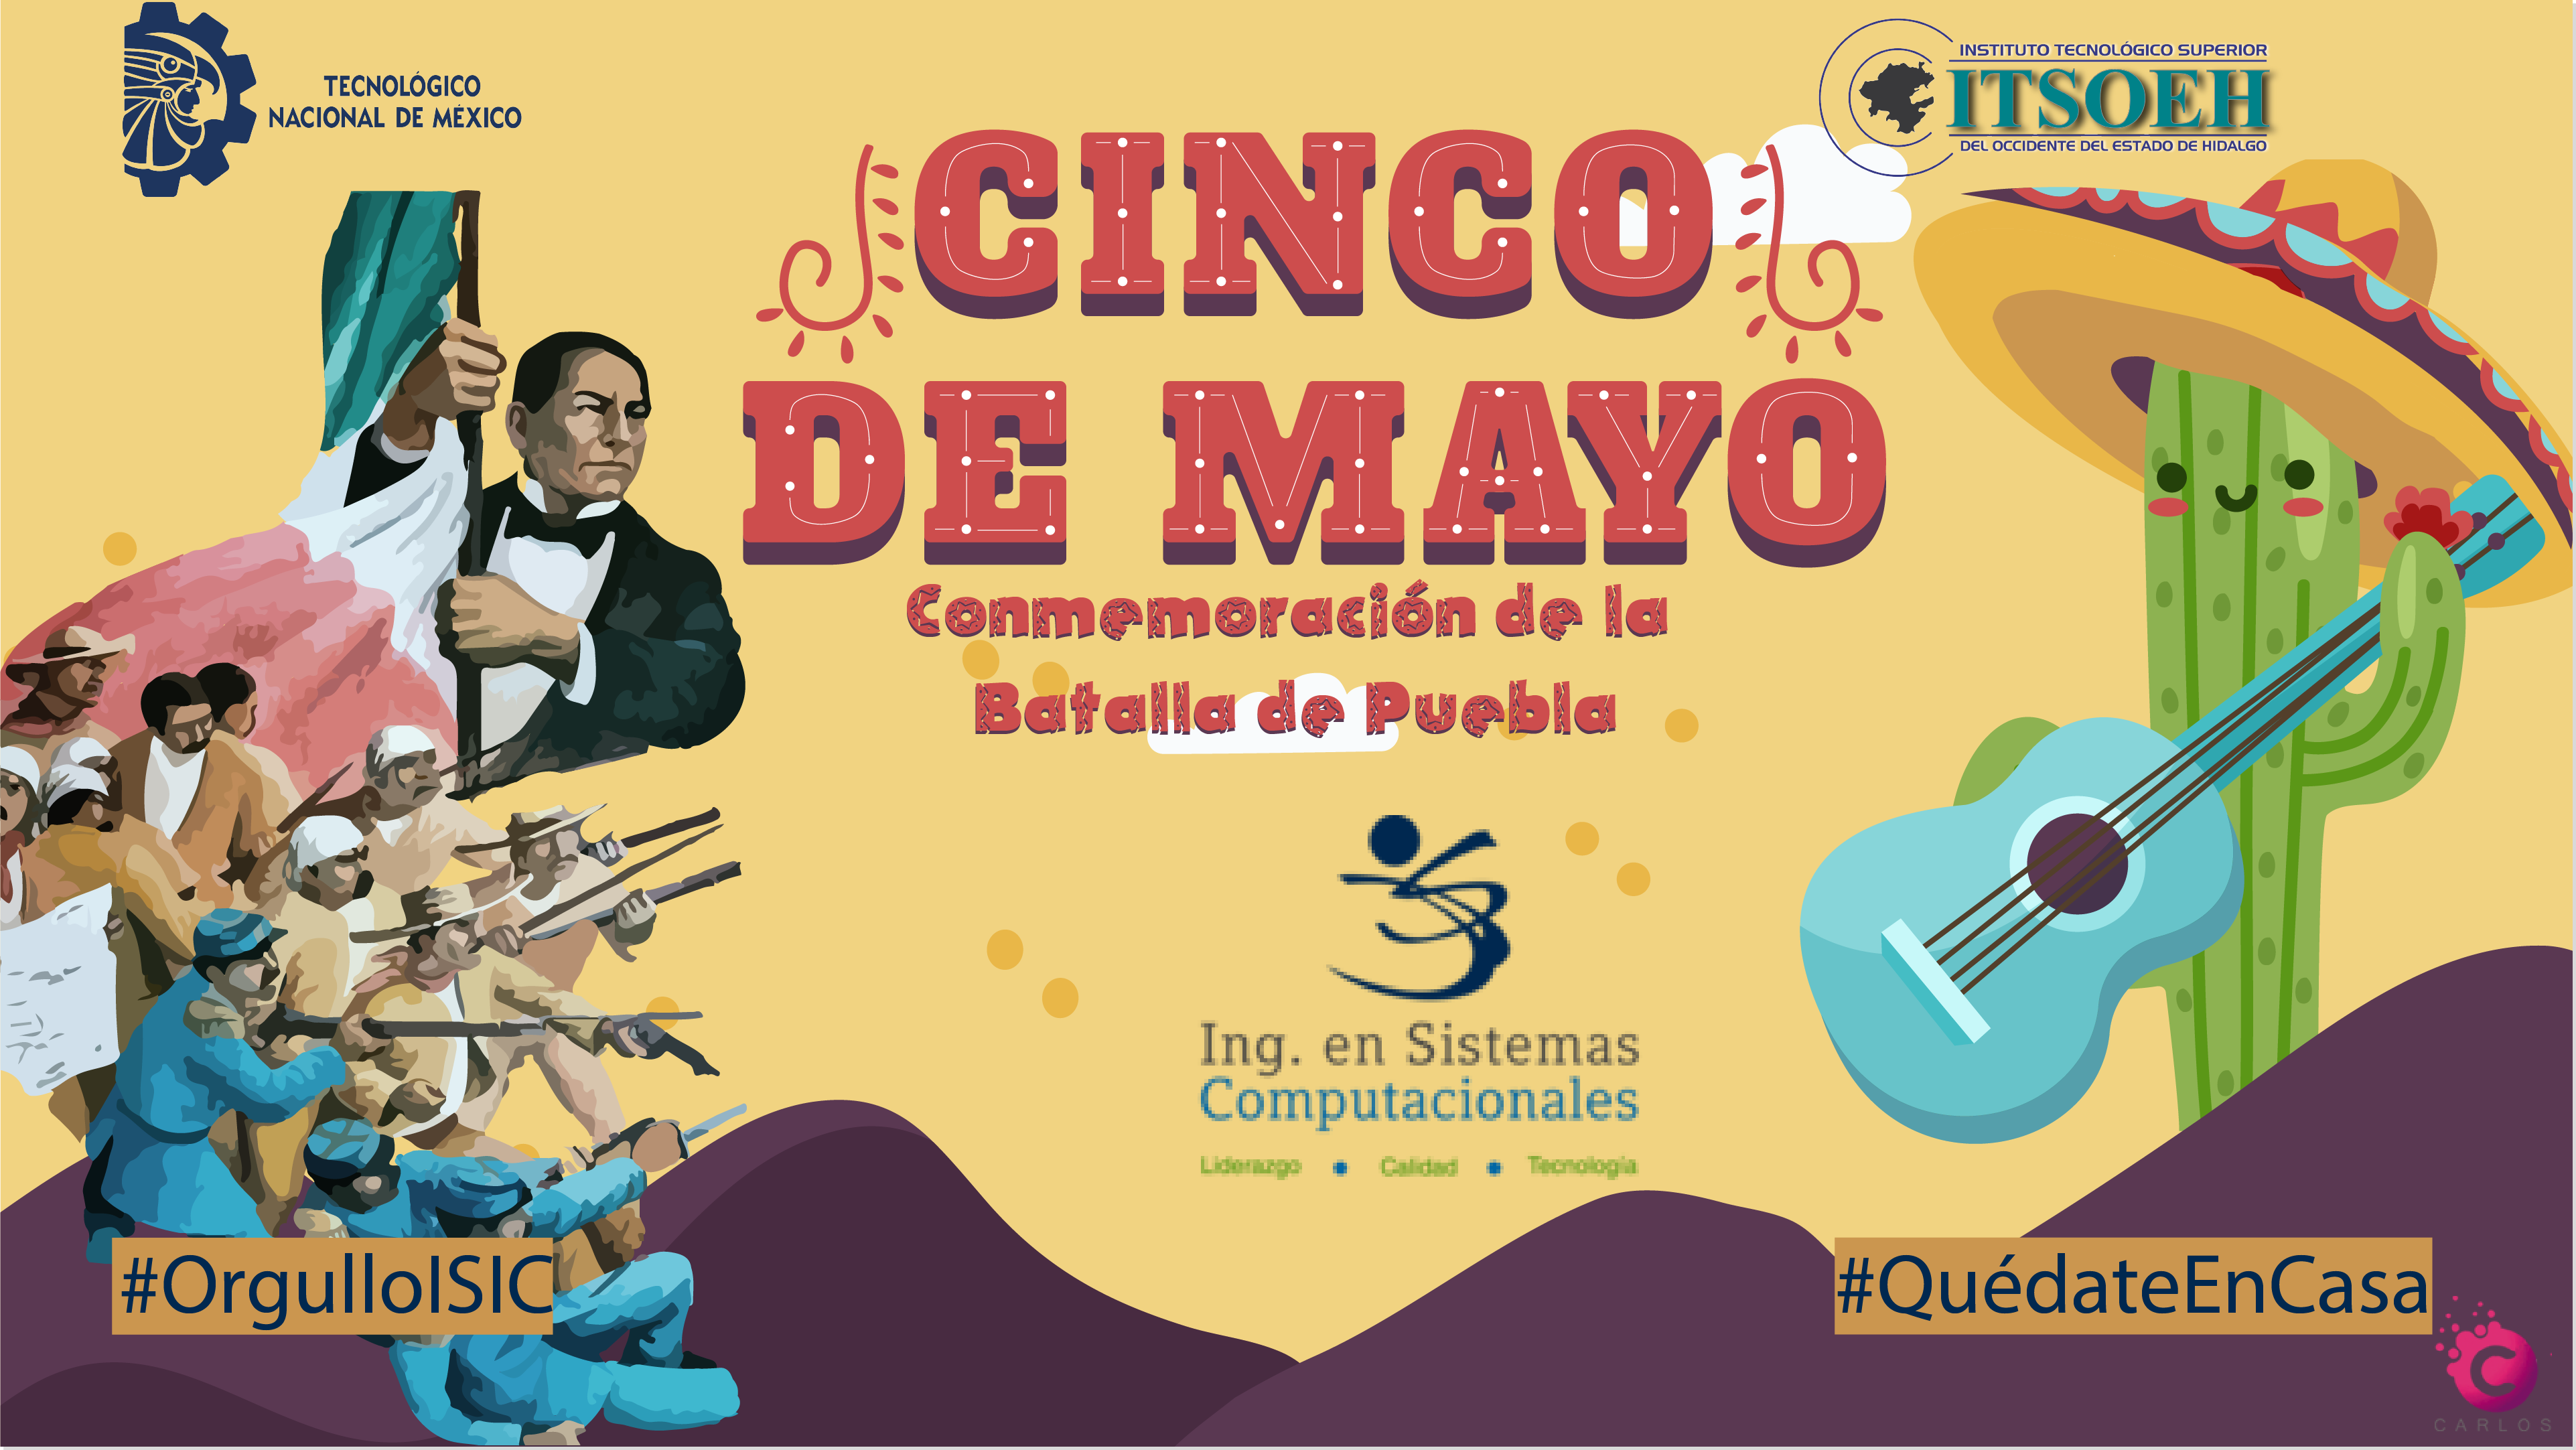 TECNOLÓGICO
NACIONAL DE MÉXICO
INSTITUTO TECNOLÓGICO SUPERIOR
ITSOEH
DEL OCCIDENTE DEL ESTADO DE HIDALGO
CINCO
DE MAYO
Conmemoración de la
Batalla de Puebla
Ing. en Sistemas
Computacionales
Liderazgo • Calidad • Tecnología
#OrgulloISIC
#QuédateEnCasa
C
CARLOS